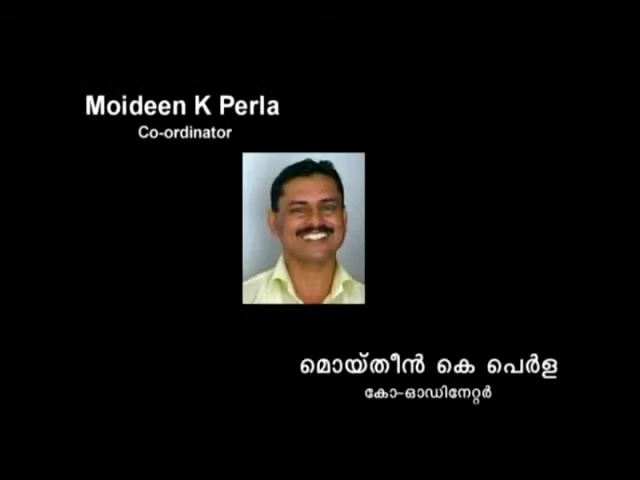 Moideen K Perla
Co-ordinator
മൊയ്തീൻ കെ പെർള
കോ-ഓഡിനേറ്റർ